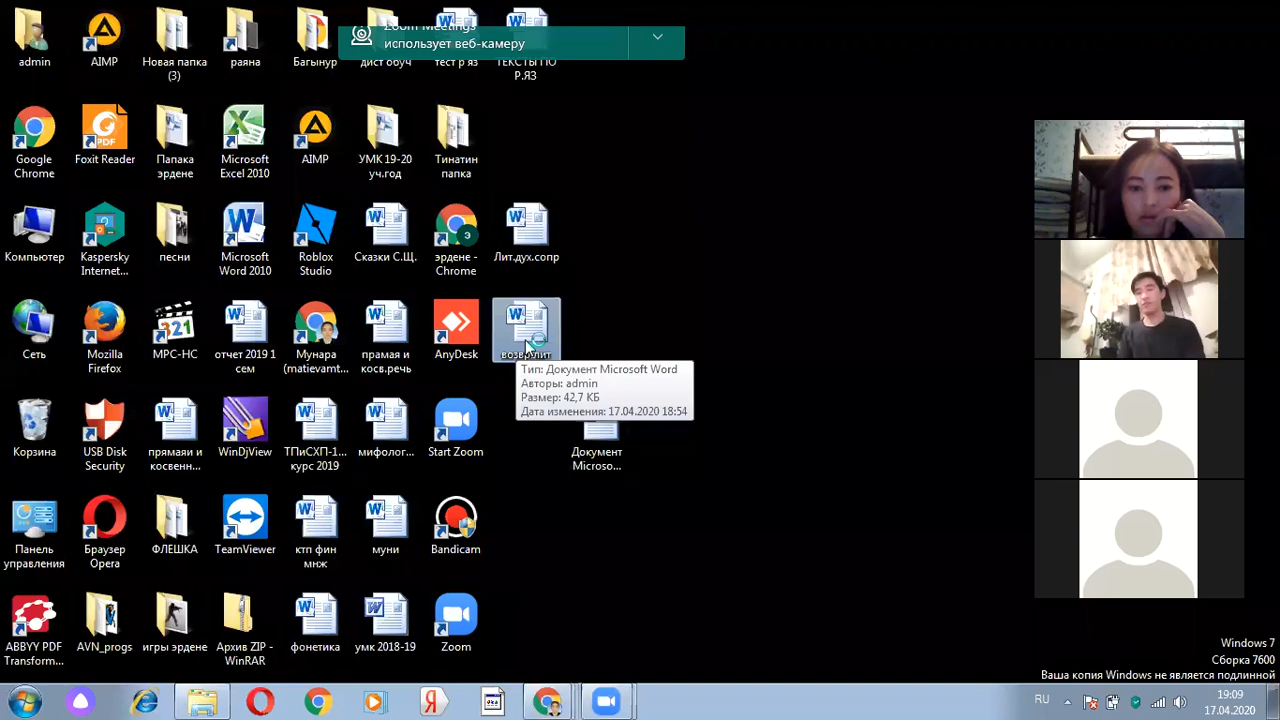 Zoom Meetings
использует веб-камеру
admin
AIMP
Новая папка
(3)
раяна
Багынур
дист обуч
тест р яз
ТЕКСТЫ ПО
Р.ЯЗ
Google
Chrome
Foxit Reader
Папака
эрдене
Microsoft
Excel 2010
AIMP
УМК 19-20
уч.год
Тинатин
папка
Компьютер
Kaspersky
Internet...
песни
Microsoft
Word 2010
Roblox
Studio
Сказки С.Щ.
эрдене -
Chrome
Лит.дух.сопр
Сеть
Mozilla
Firefox
MPC-HC
отчет 2019 1
сем
Мунара
(matievamt...
прамая и
косв.речь
AnyDesk
Тип: Документ Microsoft Word
Авторы: admin
Размер: 42,7 КБ
Дата изменения: 17.04.2020 18:54
Корзина
USB Disk
Security
прямаяи и
косвенн...
WinDjView
ТПиСХП-1...
курс 2019
мифолог...
Start Zoom
Документ
Microso...
Панель
управления
Браузер
Opera
ФЛЕШКА
TeamViewer
ктп фин
мнж
муни
Bandicam
ABBYY PDF
Transform...
AVN_progs
игры эрдене
Архив ZIP -
WinRAR
фонетика
умк 2018-19
Zoom
Windows 7
Сборка 7600
Ваша копия Windows не является подлинной
RU
19:09
17.04.2020